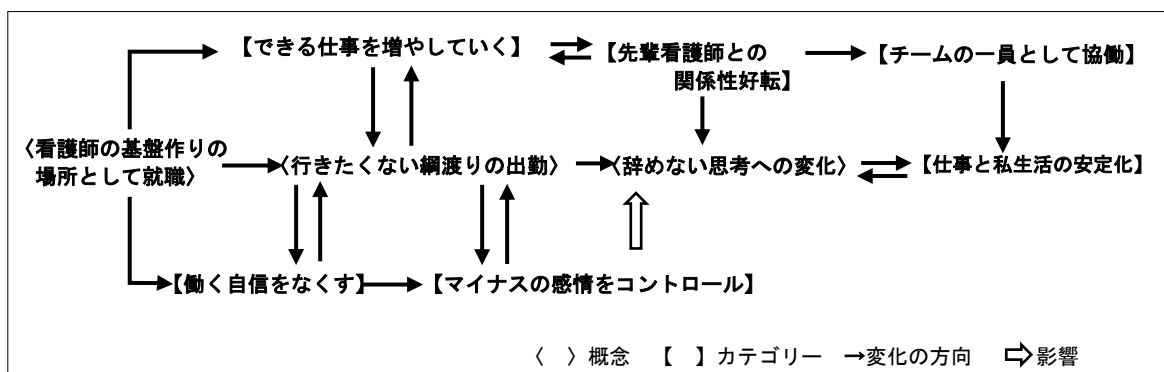 【できる仕事を増やしていく】
【先輩看護師との
関係性好転】
【チームの一員として協働】
〈看護師の基盤作りの
場所として就職〉
〈行きたくない綱渡りの出勤〉
〈辞めない思考への変化〉
【仕事と私生活の安定化】
【働く自信をなくす】
【マイナスの感情をコントロール】
〈　〉概念　【　】カテゴリー　→変化の方向　⇨影響